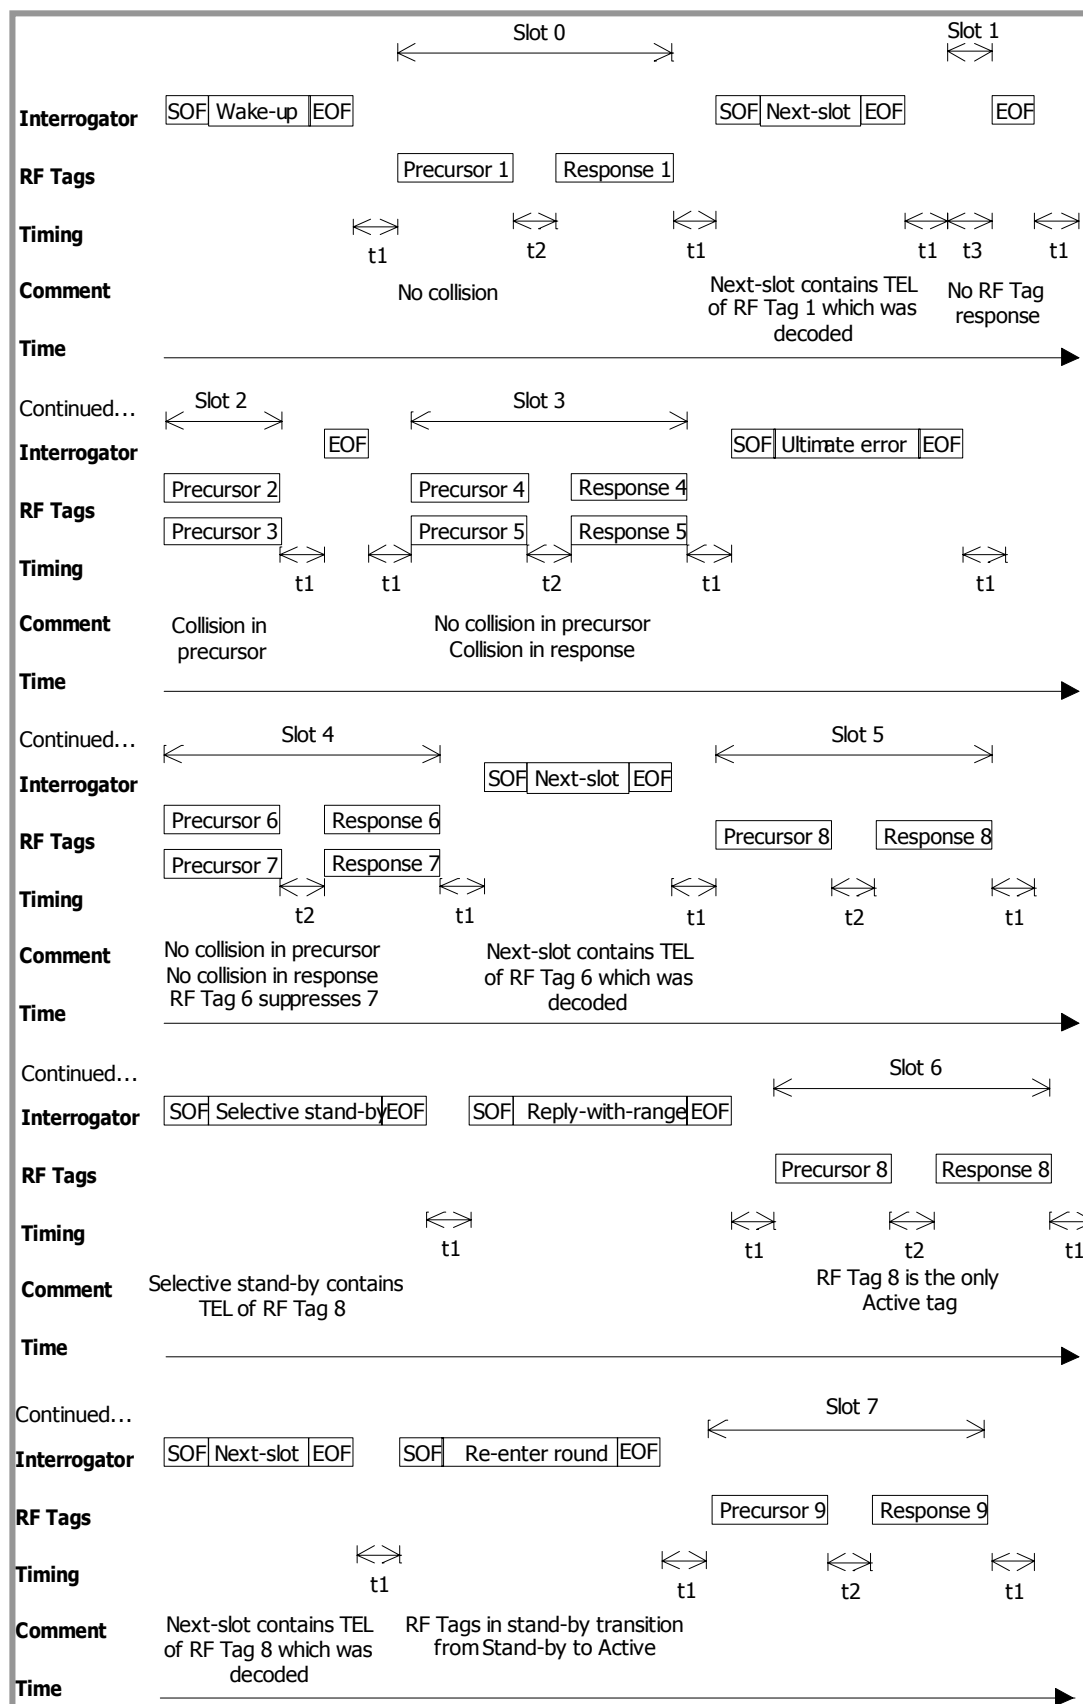 Slot 0
Slot 1
Interrogator
SOF Wake-up EOF
SOF Next-slot EOF
EOF
RF Tags
Precursor 1
Response 1
Timing
t1
t2
t1
t1
t3
t1
Comment
No collision
Next-slot contains TEL
of RF Tag 1 which was
decoded
No RF Tag
response
Time
Continued...
Slot 2
Slot 3
Interrogator
EOF
SOF Ultimate error EOF
RF Tags
Precursor 2
Precursor 4
Response 4
Precursor 3
Precursor 5
Response 5
Timing
t1
t1
t2
t1
t1
Comment
Collision in
precursor
No collision in precursor
Collision in response
Time
Continued...
Slot 4
Slot 5
Interrogator
SOF Next-slot EOF
RF Tags
Precursor 6
Response 6
Precursor 7
Response 7
Precursor 8
Response 8
Timing
t2
t1
t1
t2
t1
Comment
No collision in precursor
No collision in response
RF Tag 6 suppresses 7
Next-slot contains TEL
of RF Tag 6 which was
decoded
Time
Continued...
Slot 6
Interrogator
SOF Selective stand-by EOF
SOF Reply-with-range EOF
RF Tags
Precursor 8
Response 8
Timing
t1
t1
t2
t1
Comment
Selective stand-by contains
TEL of RF Tag 8
RF Tag 8 is the only
Active tag
Time
Continued...
Slot 7
Interrogator
SOF Next-slot EOF
SOF Re-enter round EOF
RF Tags
Precursor 9
Response 9
Timing
t1
t1
t2
t1
Comment
Next-slot contains TEL
of RF Tag 8 which was
decoded
RF Tags in stand-by transition
from Stand-by to Active
Time